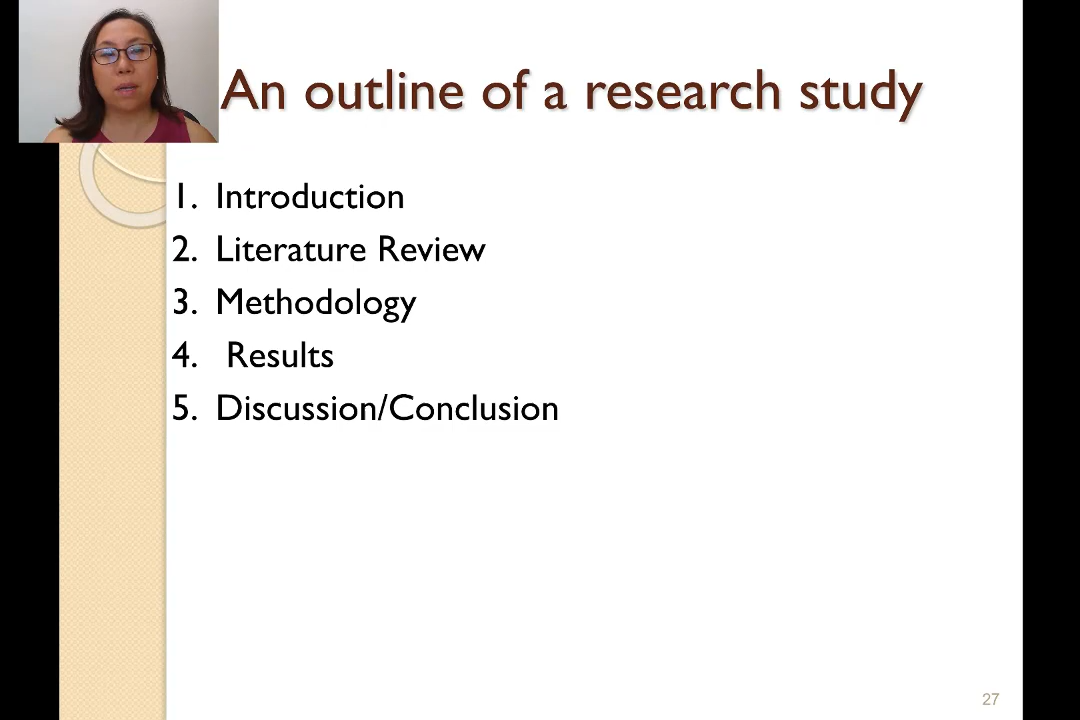 An outline of a research study
1. Introduction
2. Literature Review
3. Methodology
4. Results
5. Discussion/Conclusion
27